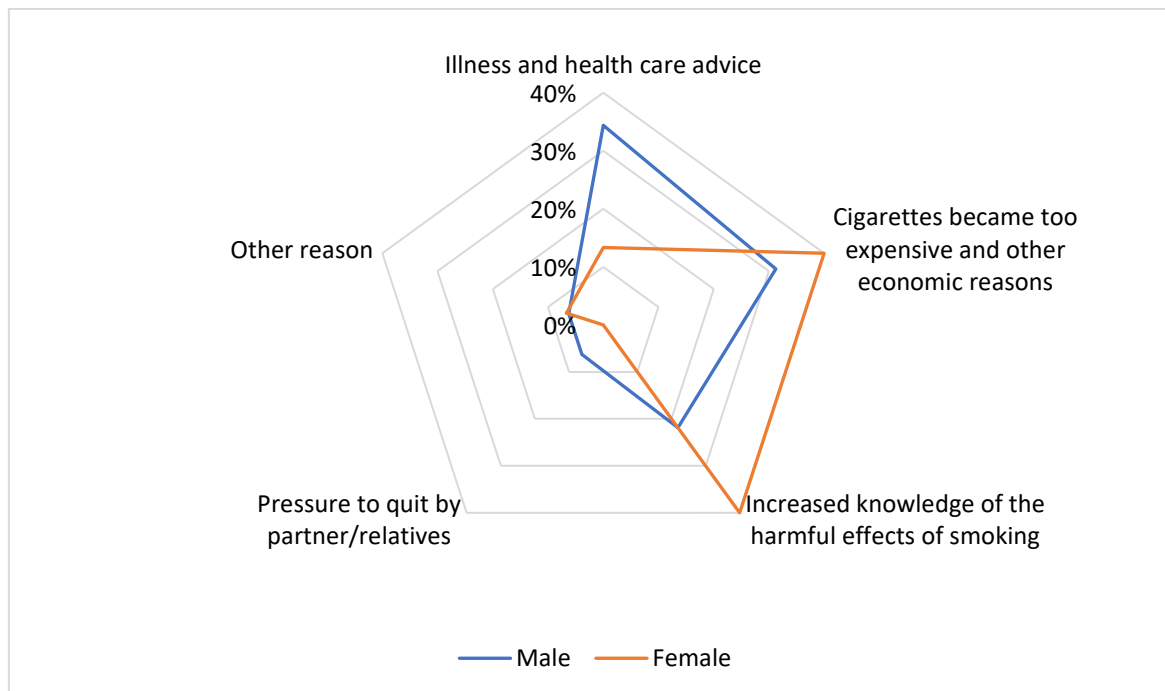 Illness and health care advice
40%
30%
20%
10%
0%
Cigarettes became too
expensive and other
economic reasons
Increased knowledge of the
harmful effects of smoking
Pressure to quit by
partner/relatives
Other reason
Male
Female